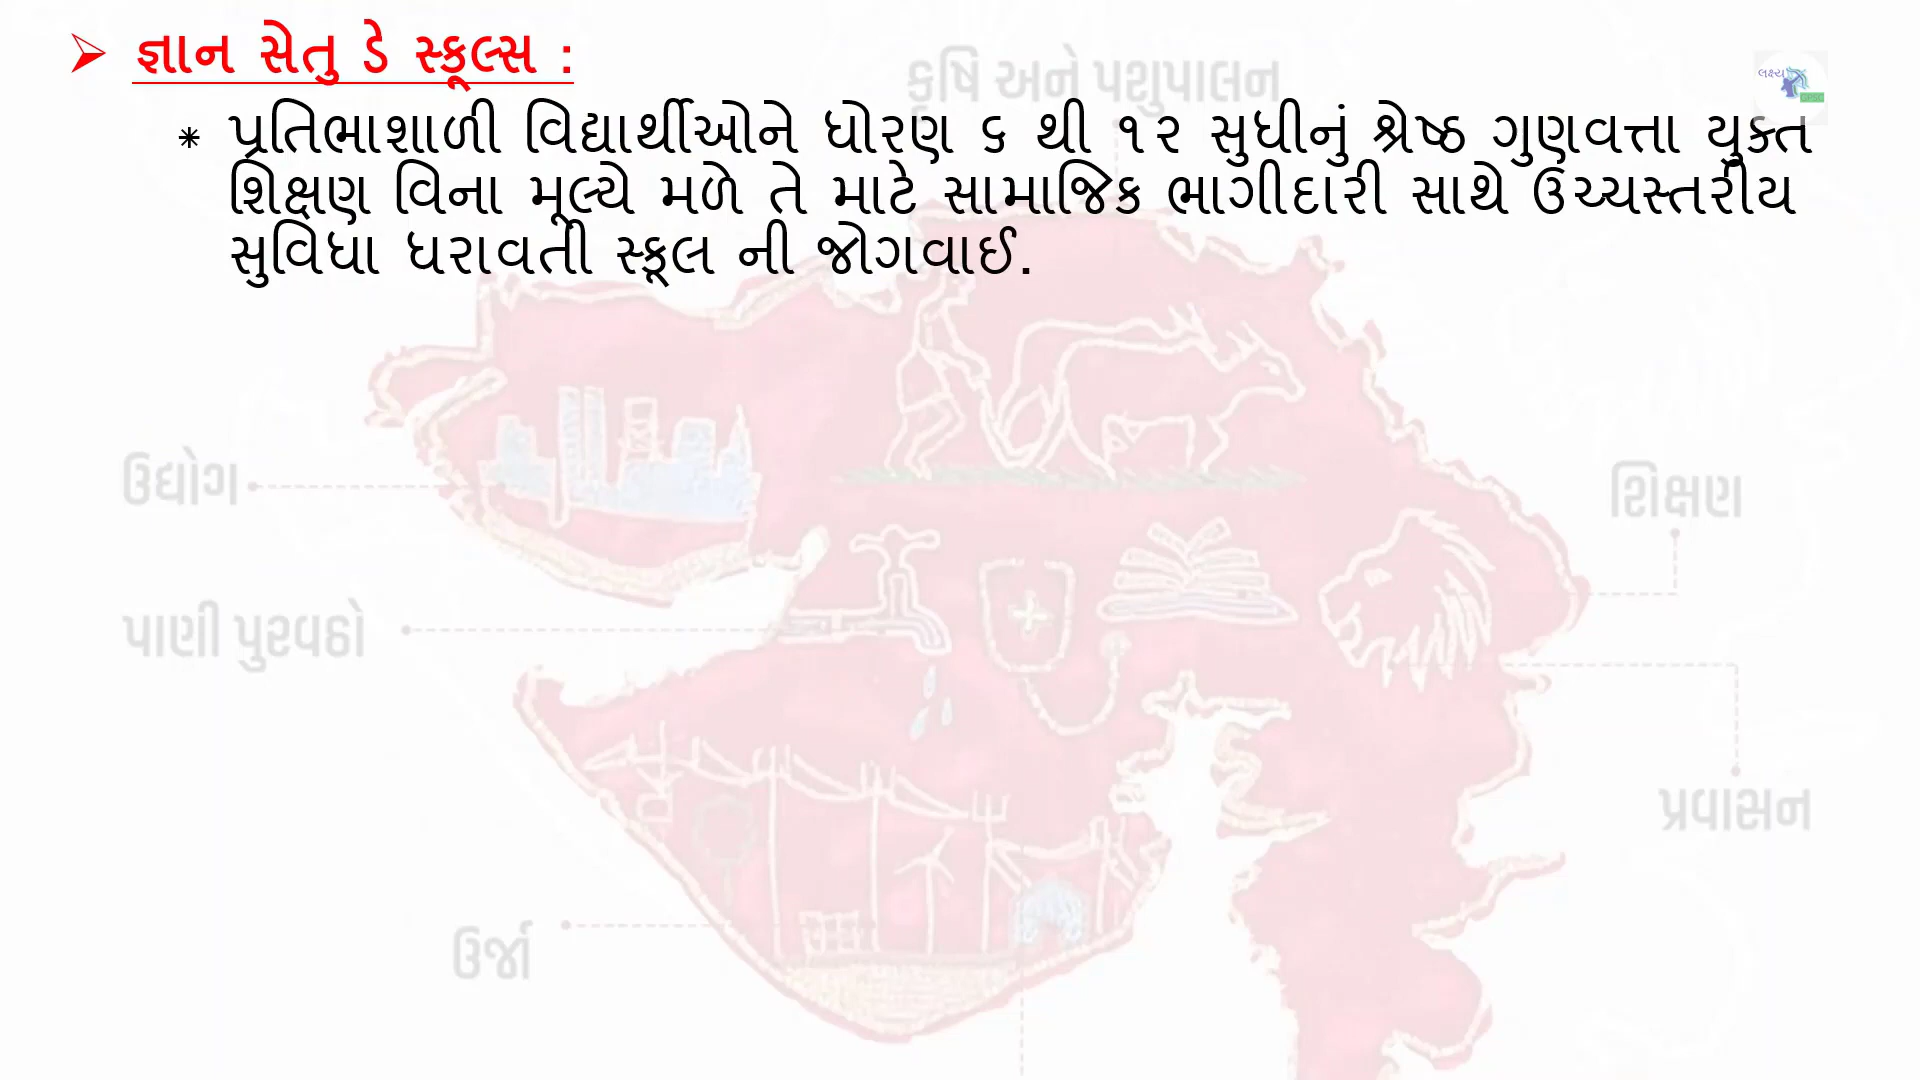 જ્ઞાન સેતુ ડે સ્કૂલ્સ :
કૃષિ અને પશુપાલન
લક્ષ્ય
* પ્રતિભાશાળી વિદ્યાર્થીઓને ધોરણ ૬ થી ૧૨ સુધીનું શ્રેષ્ઠ ગુણવત્તા યુક્ત
શિક્ષણ વિના મૂલ્યે મળે તે માટે સામાજિક ભાગીદારી સાથે ઉચ્ચસ્તરીય
સુવિધા ધરાવતી સ્કૂલ ની જોગવાઈ.
ઉદ્યોગ
શિક્ષણ
પાણી પુરવઠો
પ્રવાસન
ઉર્જા